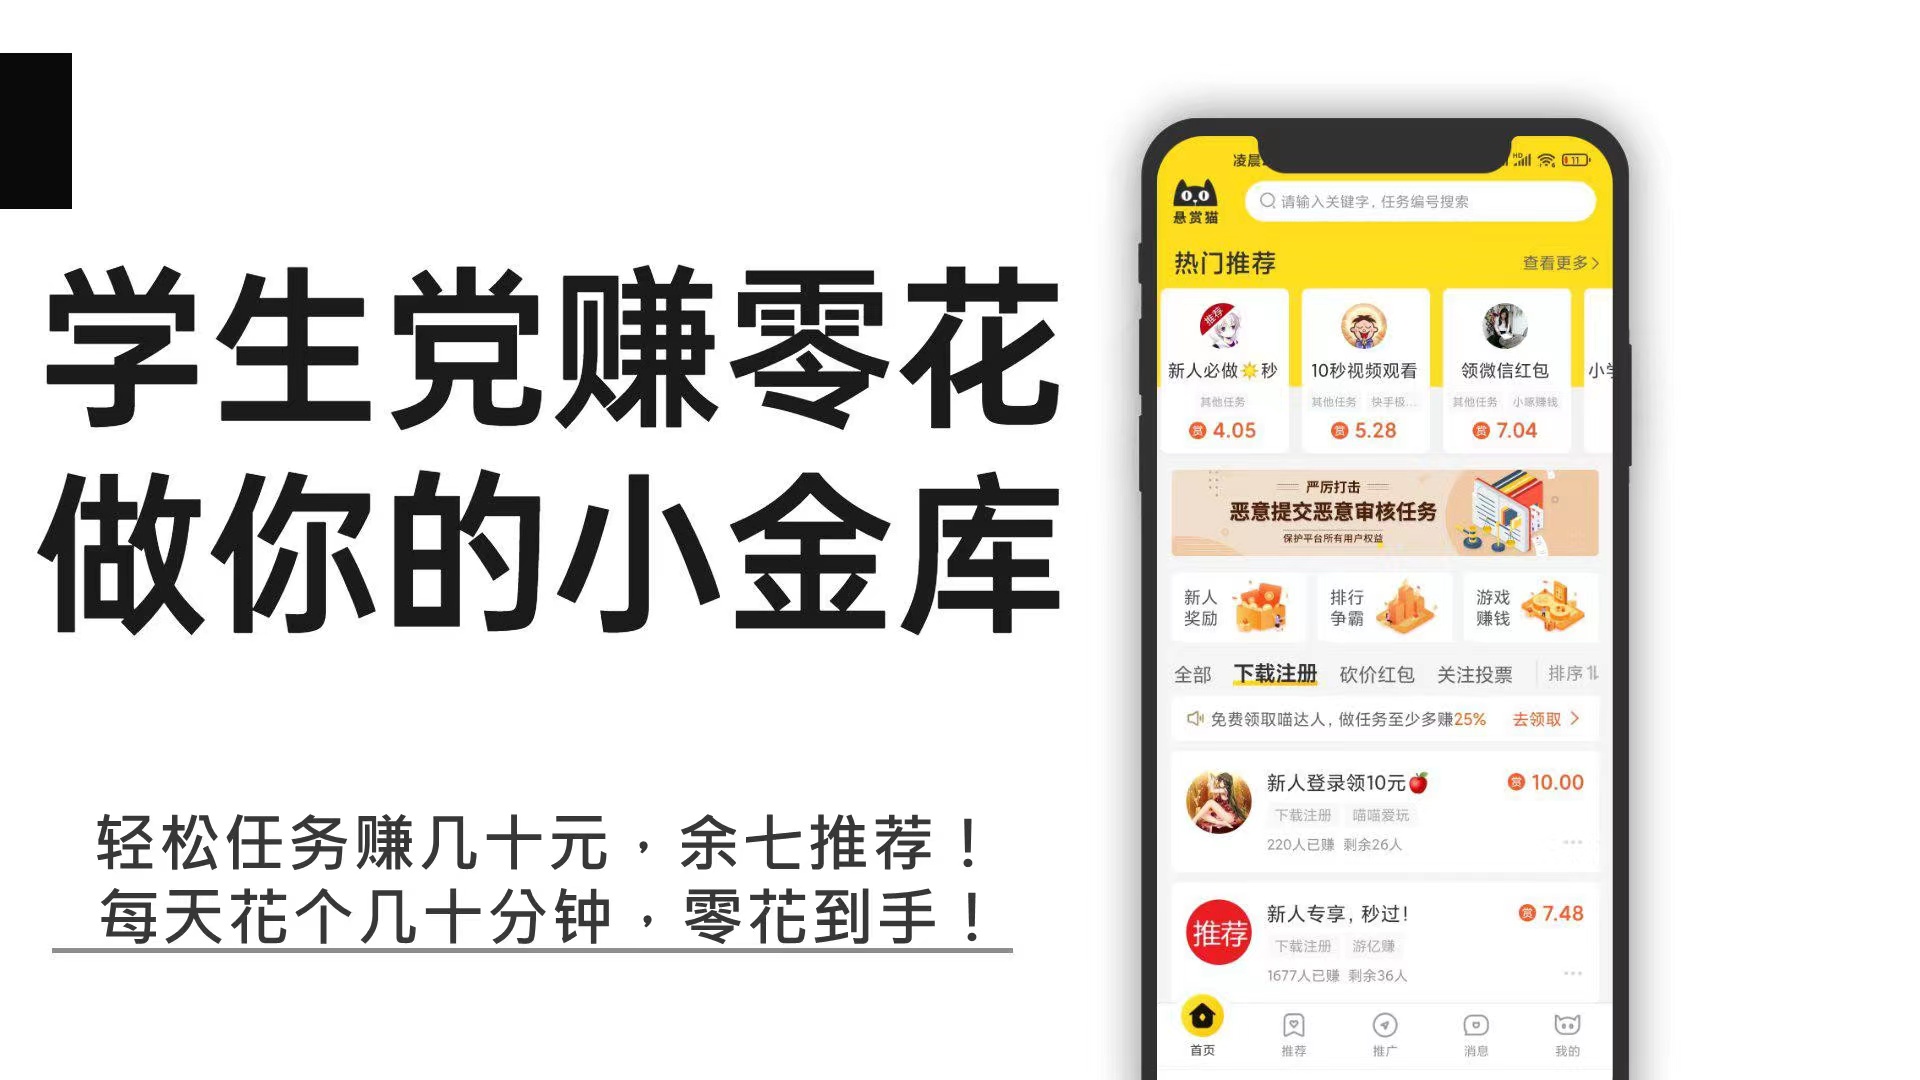 学生党赚零花
做你的小金库
轻松任务赚几十元，余七推荐！
每天花个几十分钟，零花到手！
凌晨
HD
11
悬赏猫
请输入关键字，任务编号搜索
热门推荐
查看更多
推荐
新人必做 秒
其他任务
赏 4.05
10秒视频观看
其他任务 快手极...
赏 5.28
领微信红包
其他任务 小啄赚钱
赏 7.04
小学
严厉打击
恶意提交恶意审核任务
保护平台所有用户权益
新人
奖励
排行
争霸
游戏
赚钱
全部 下载注册 砍价红包 关注投票 排序
免费领取喵达人，做任务至少多赚25% 去领取
新人登录领10元
赏 10.00
下载注册 喵喵爱玩
220人已赚 剩余26人
推荐
新人专享，秒过！
赏 7.48
下载注册 游亿赚
1677人已赚 剩余36人
首页 推荐 推广 消息 我的